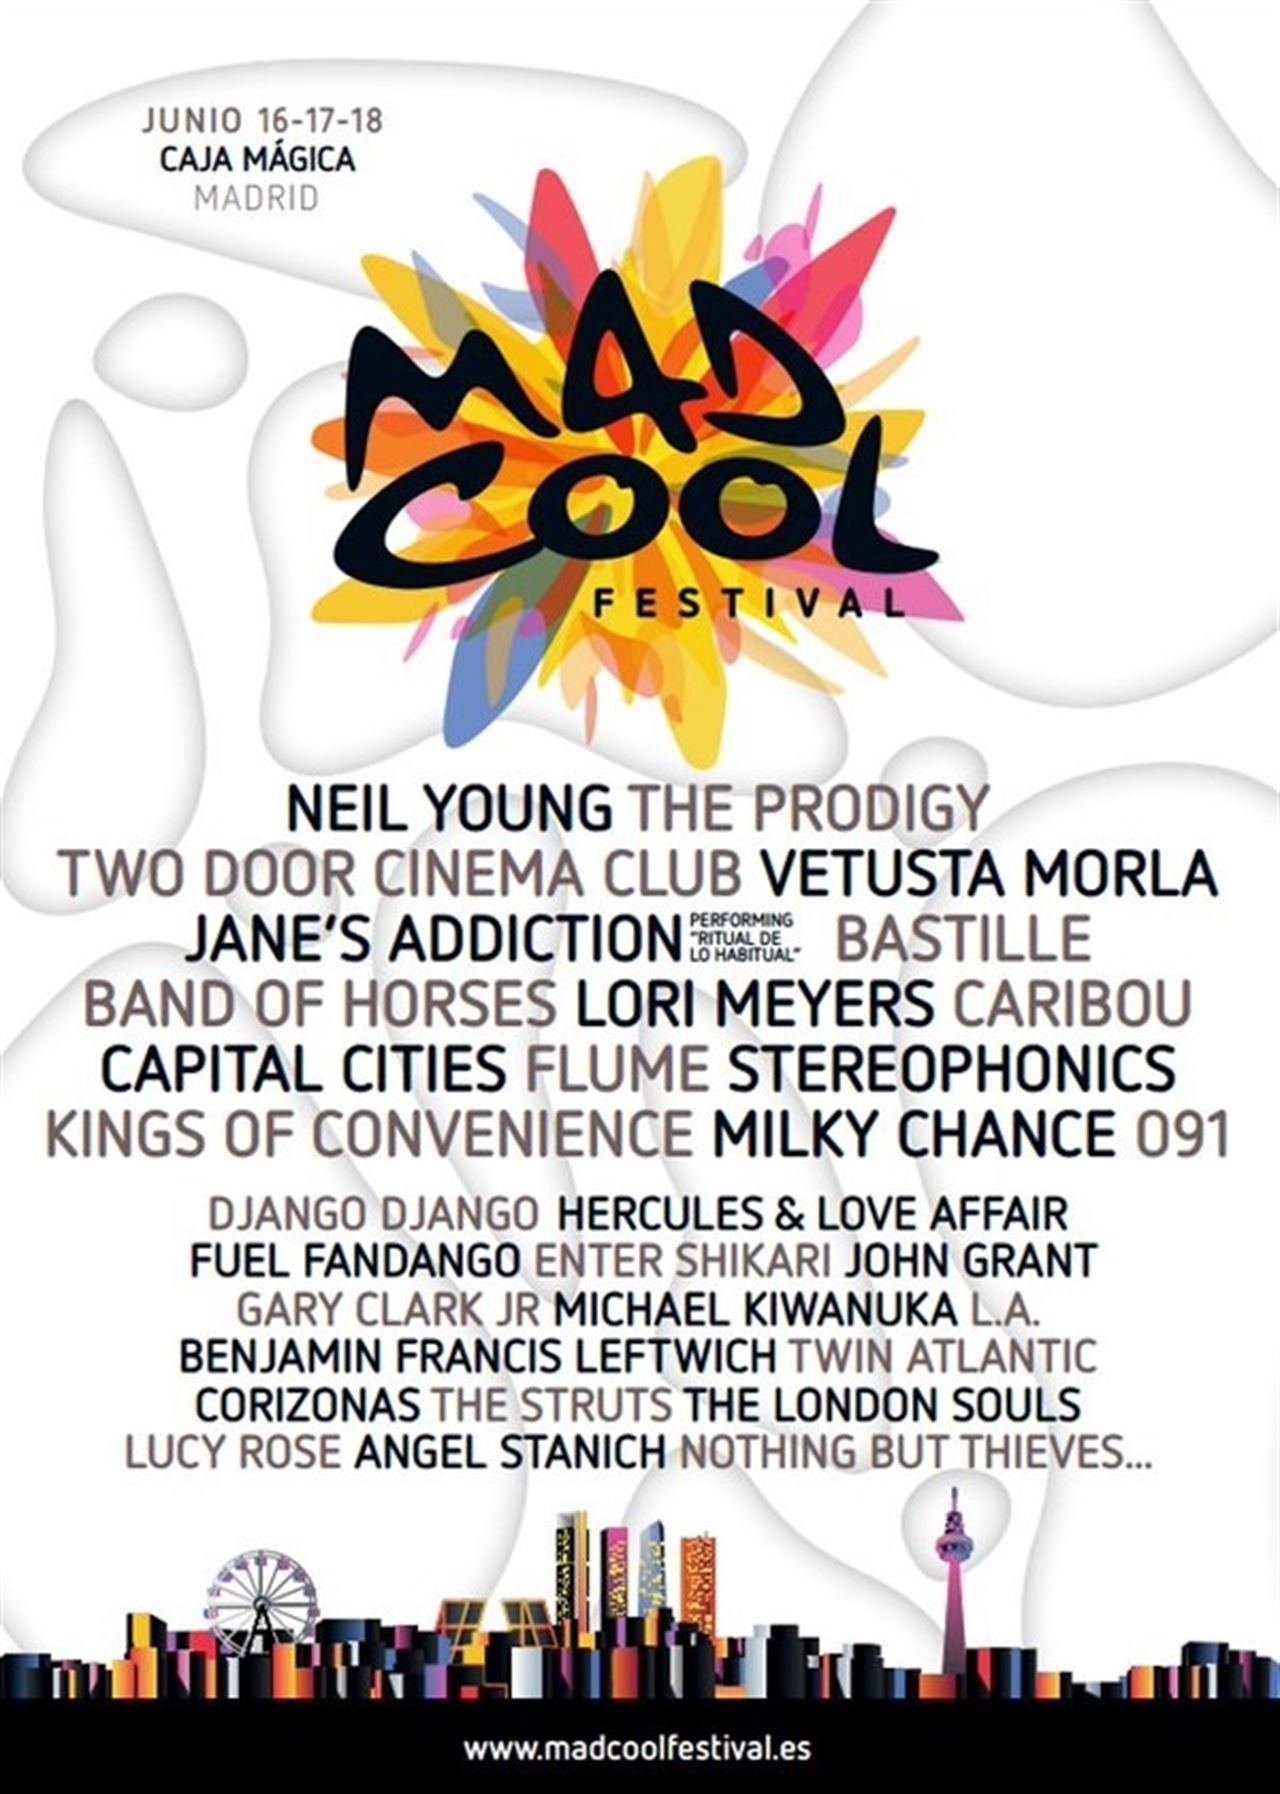 JUNIO 16-17-18
CAJA MÁGICA
MADRID
MAD
COOL
FESTIVAL
NEIL YOUNG THE PRODIGY
TWO DOOR CINEMA CLUB VETUSTA MORLA
JANE'S ADDICTION PERFORMING "RITUAL DE LO HABITUAL" BASTILLE
BAND OF HORSES LORI MEYERS CARIBOU
CAPITAL CITIES FLUME STEREOPHONICS
KINGS OF CONVENIENCE MILKY CHANCE 091
DJANGO DJANGO HERCULES & LOVE AFFAIR
FUEL FANDANGO ENTER SHIKARI JOHN GRANT
GARY CLARK JR MICHAEL KIWANUKA L.A.
BENJAMIN FRANCIS LEFTWICH TWIN ATLANTIC
CORIZONAS THE STRUTS THE LONDON SOULS
LUCY ROSE ANGEL STANICH NOTHING BUT THIEVES...
www.madcoolfestival.es